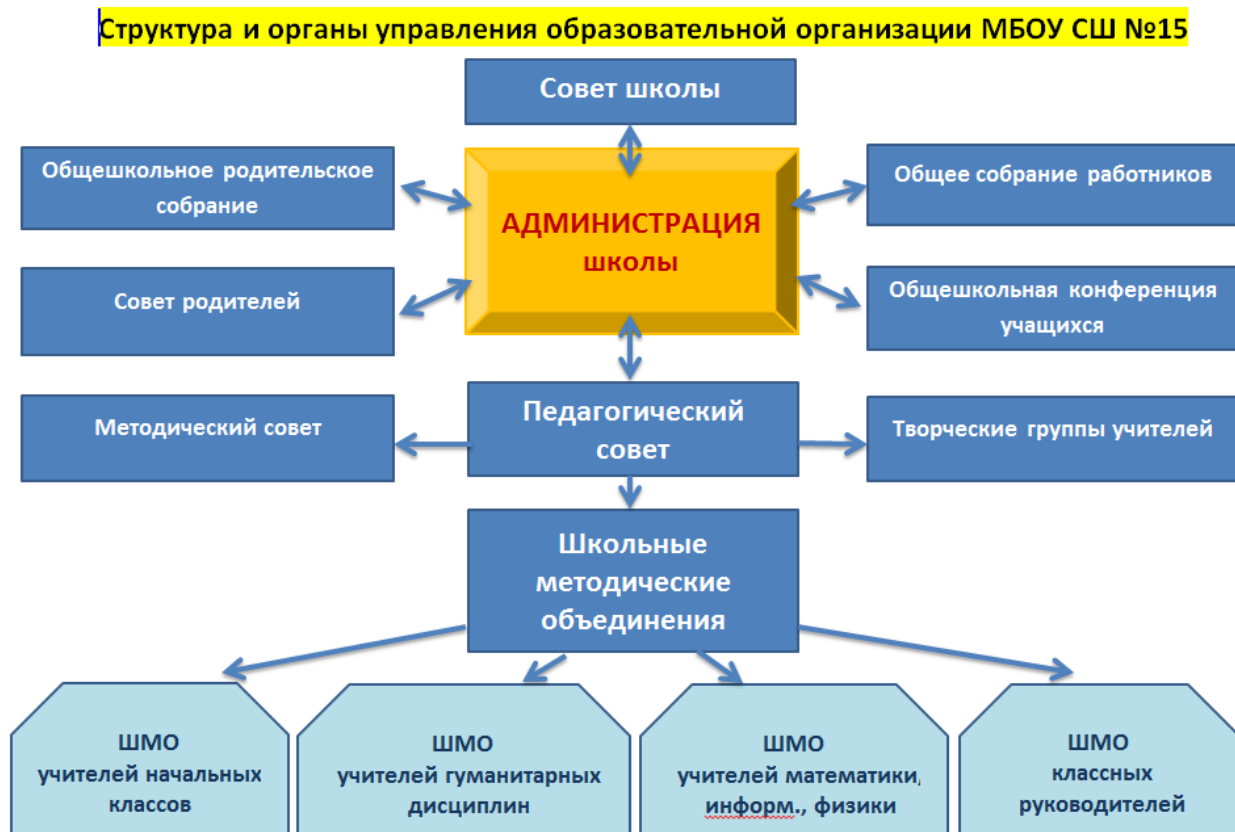 Структура и органы управления образовательной организации МБОУ СШ №15
Совет школы
Общешкольное родительское
собрание
АДМИНИСТРАЦИЯ
школы
Общее собрание работников
Совет родителей
Общешкольная конференция
учащихся
Методический совет
Педагогический
совет
Творческие группы учителей
Школьные
методические
объединения
ШМО
учителей начальных
классов
ШМО
учителей гуманитарных
дисциплин
ШМО
учителей математики,
информ., физики
ШМО
классных
руководителей